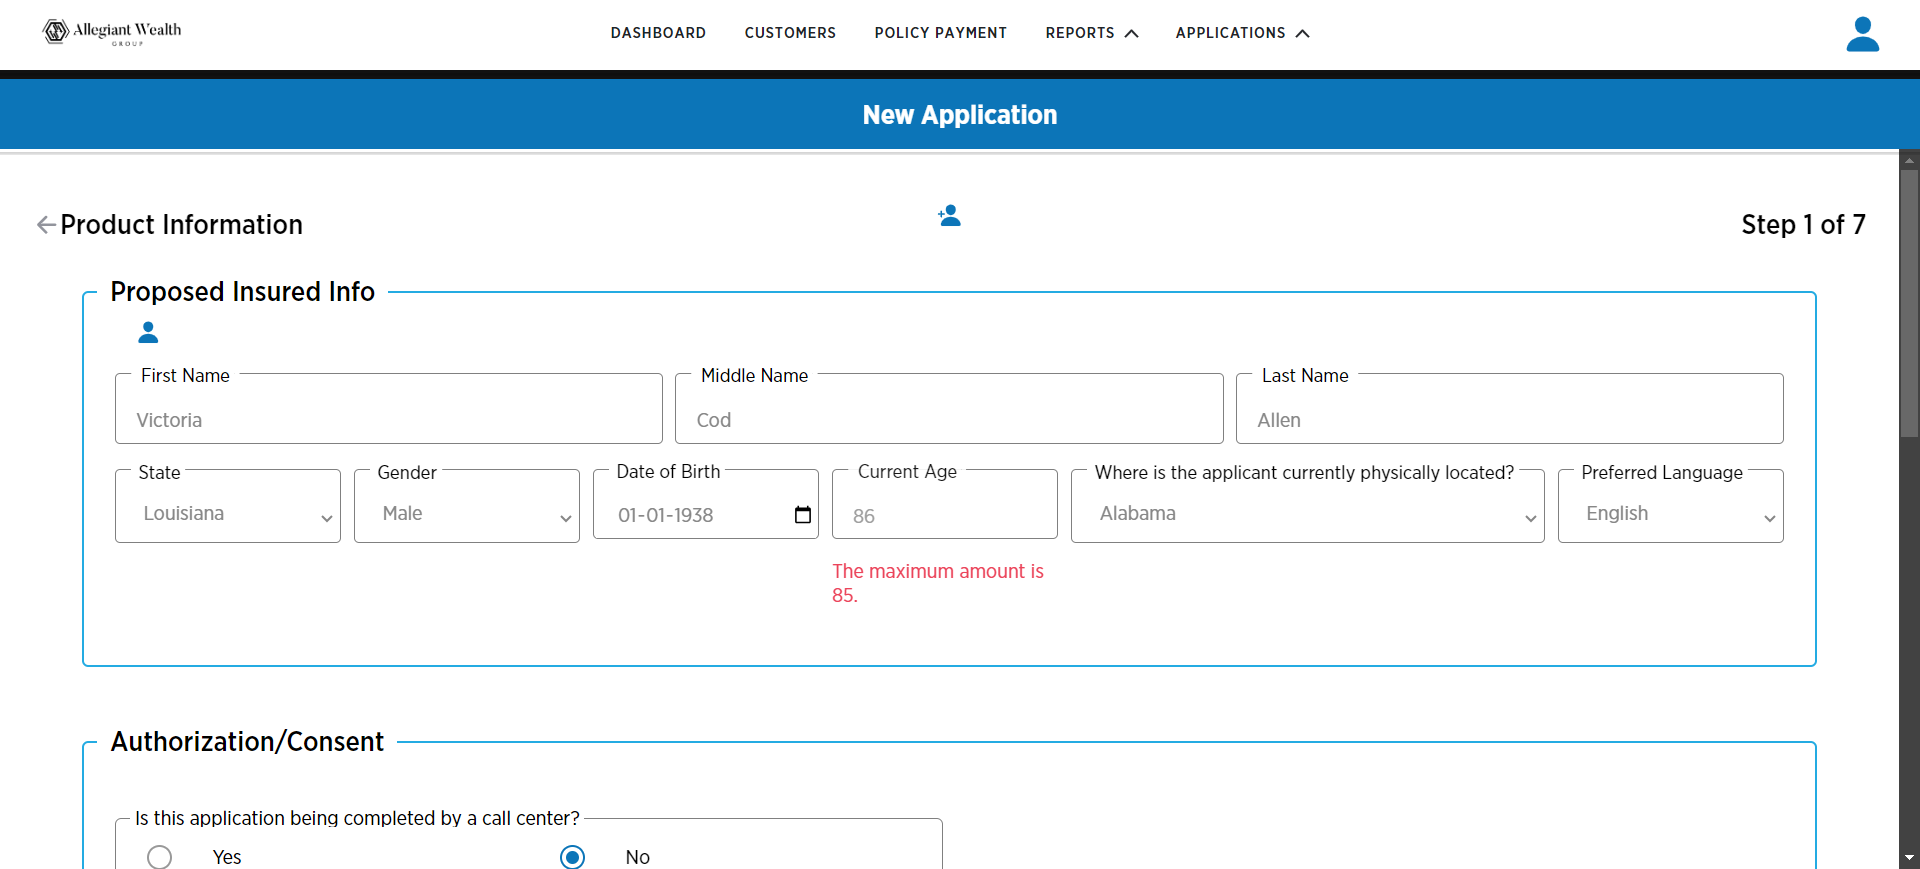 Allegiant Wealth
GROUP
DASHBOARD CUSTOMERS POLICY PAYMENT REPORTS APPLICATIONS
New Application
Product Information Step 1 of 7
Proposed Insured Info
First Name Middle Name Last Name
Victoria Cod Allen
State Gender Date of Birth Current Age Where is the applicant currently physically located? Preferred Language
Louisiana Male 01-01-1938 86 Alabama English
The maximum amount is
85.
Authorization/Consent
Is this application being completed by a call center?
Yes No